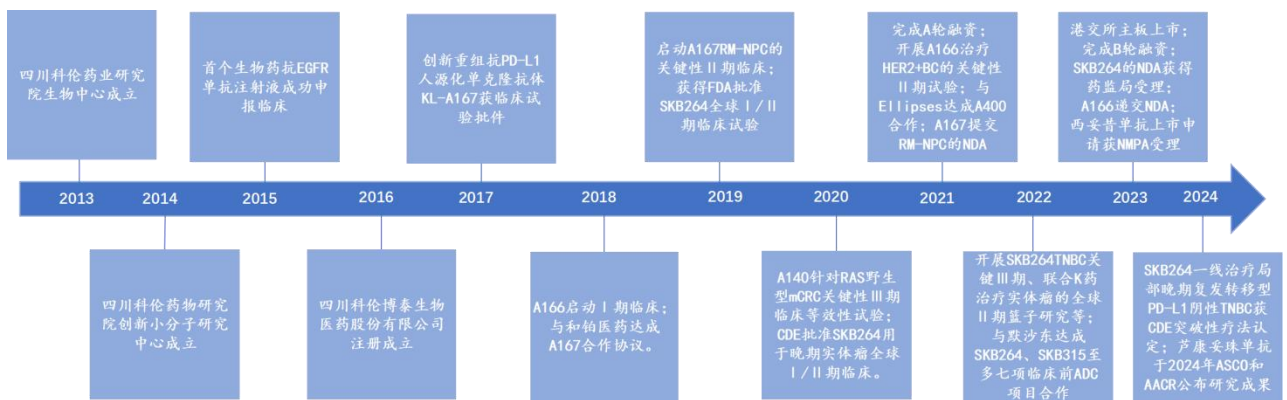 四川科伦药业研究
院生物中心成立
首个生物药抗EGFR
单抗注射液成功申
报临床
创新重组抗PD-L1
人源化单克隆抗体
KL-A167获临床试
验批件
启动A167RM-NPC的
关键性Ⅱ期临床；
获得FDA批准
SKB264全球Ⅰ/Ⅱ
期临床试验
完成A轮融资；
开展A166治疗
HER2+BC的关键性
Ⅱ期试验；与
Ellipses达成A400
合作；A167提交
RM-NPC的NDA
港交所主板上市；
完成B轮融资；
SKB264的NDA获得
药监局受理；
A166递交NDA；
西妥昔单抗上市申
请获NMPA受理
2013 2014 2015 2016 2017 2018 2019 2020 2021 2022 2023 2024
四川科伦药物研究
院创新小分子研究
中心成立
四川科伦博泰生物
医药股份有限公司
注册成立
A166启动Ⅰ期临床；
与和铂医药达成
A167合作协议。
A140针对RAS野生
型mCRC关键性Ⅲ期
临床等效性试验；
CDE批准SKB264用
于晚期实体瘤全球
Ⅰ/Ⅱ期临床。
开展SKB264TNBC关
键Ⅲ期、联合K药
治疗实体瘤的全球
Ⅱ期篮子研究等；
与默沙东达成
SKB264、SKB315至
多七项临床前ADC
项目合作
SKB264一线治疗局
部晚期复发转移型
PD-L1阴性TNBC获
CDE突破性疗法认
定；芦康妥珠单抗
于2024年ASCO和
AACR公布研究成果